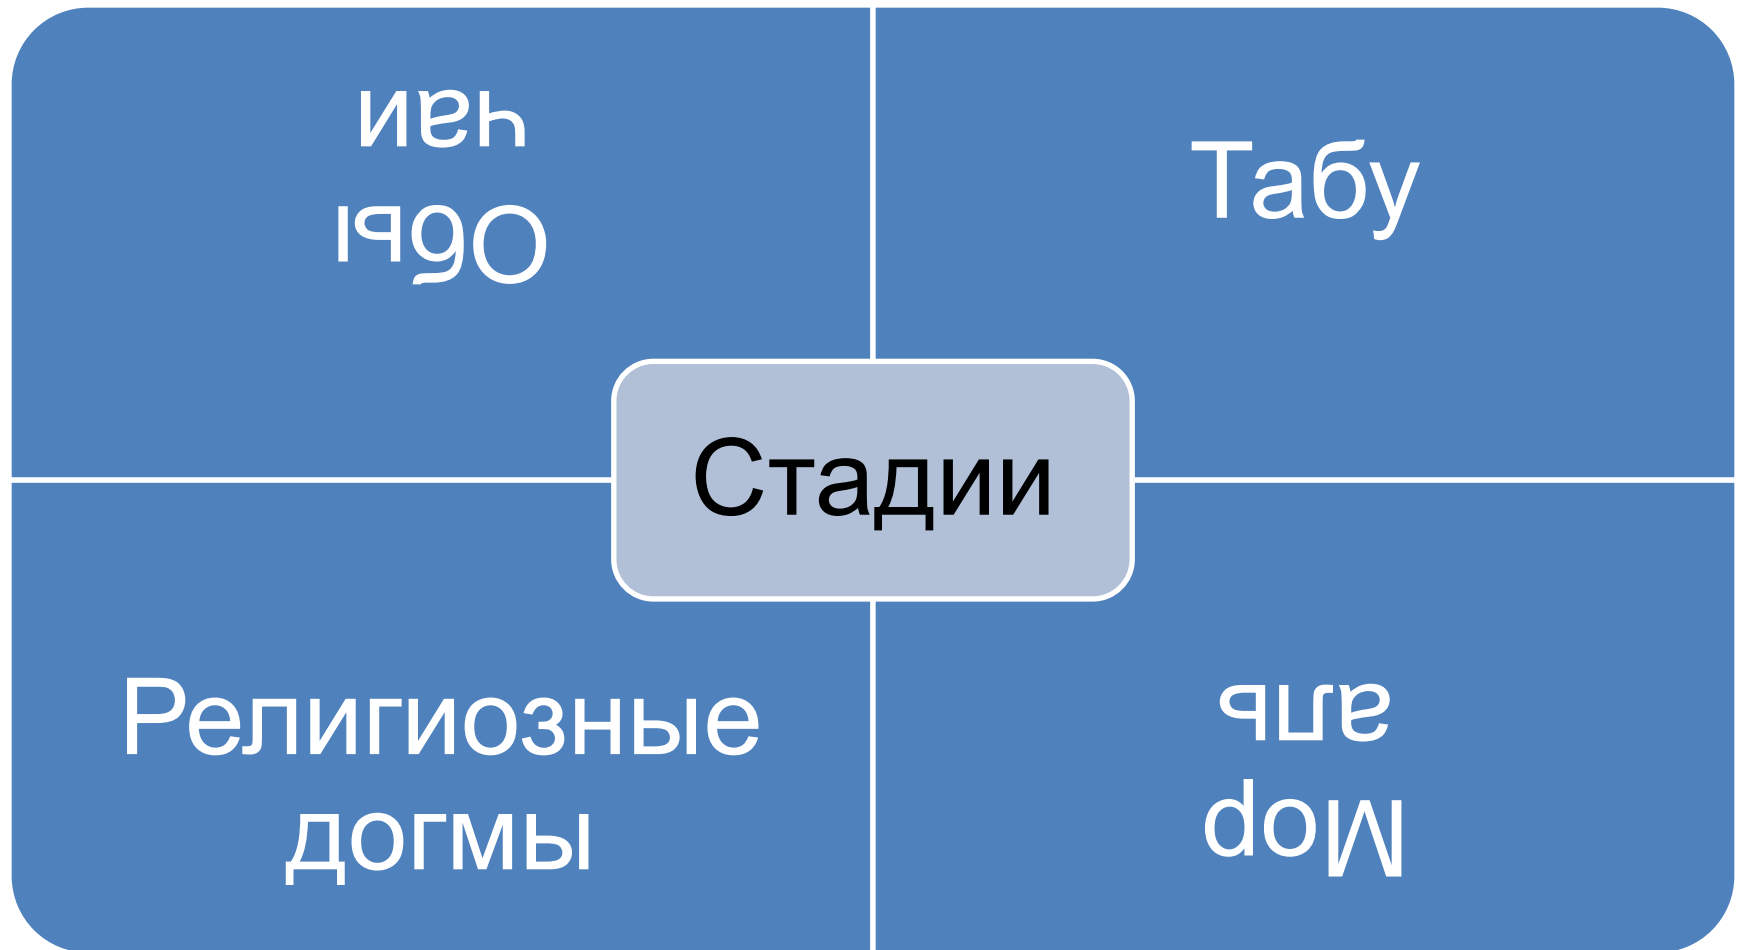 Обы
чаи
Табу
Стадии
Религиозные
догмы
Мор
аль